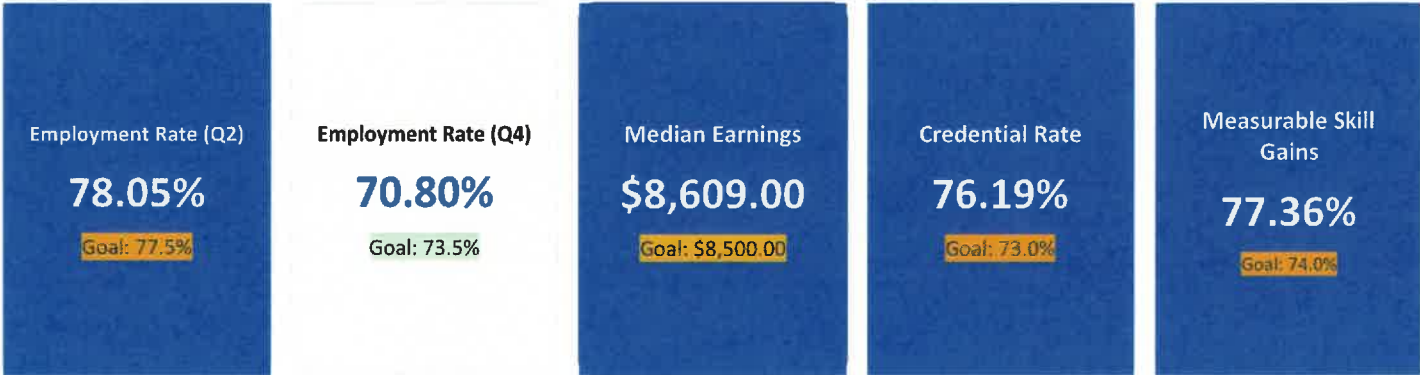 Employment Rate (Q2)
78.05%
Goal: 77.5%
Employment Rate (Q4)
70.80%
Goal: 73.5%
Median Earnings
$8,609.00
Goal: $8,500.00
Credential Rate
76.19%
Goal: 73.0%
Measurable Skill
Gains
77.36%
Goal: 74.0%